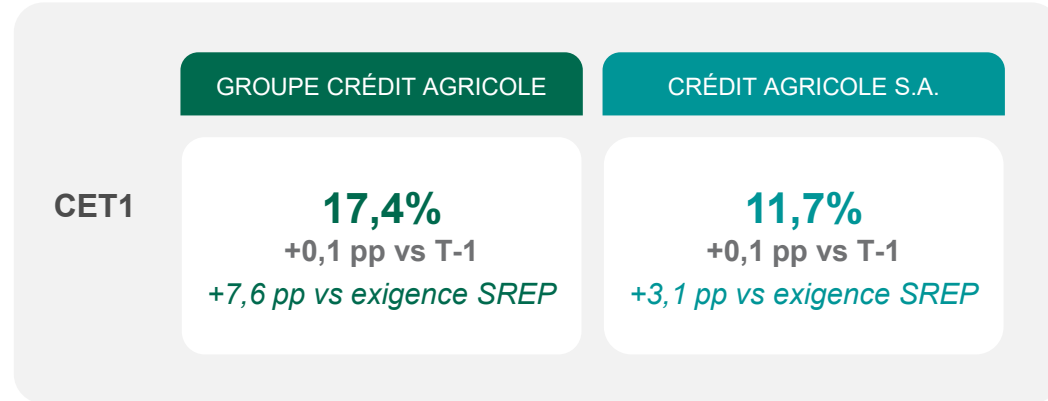 GROUPE CRÉDIT AGRICOLE
CRÉDIT AGRICOLE S.A.
CET1
17,4%
+0,1 pp vs T-1
+7,6 pp vs exigence SREP
11,7%
+0,1 pp vs T-1
+3,1 pp vs exigence SREP